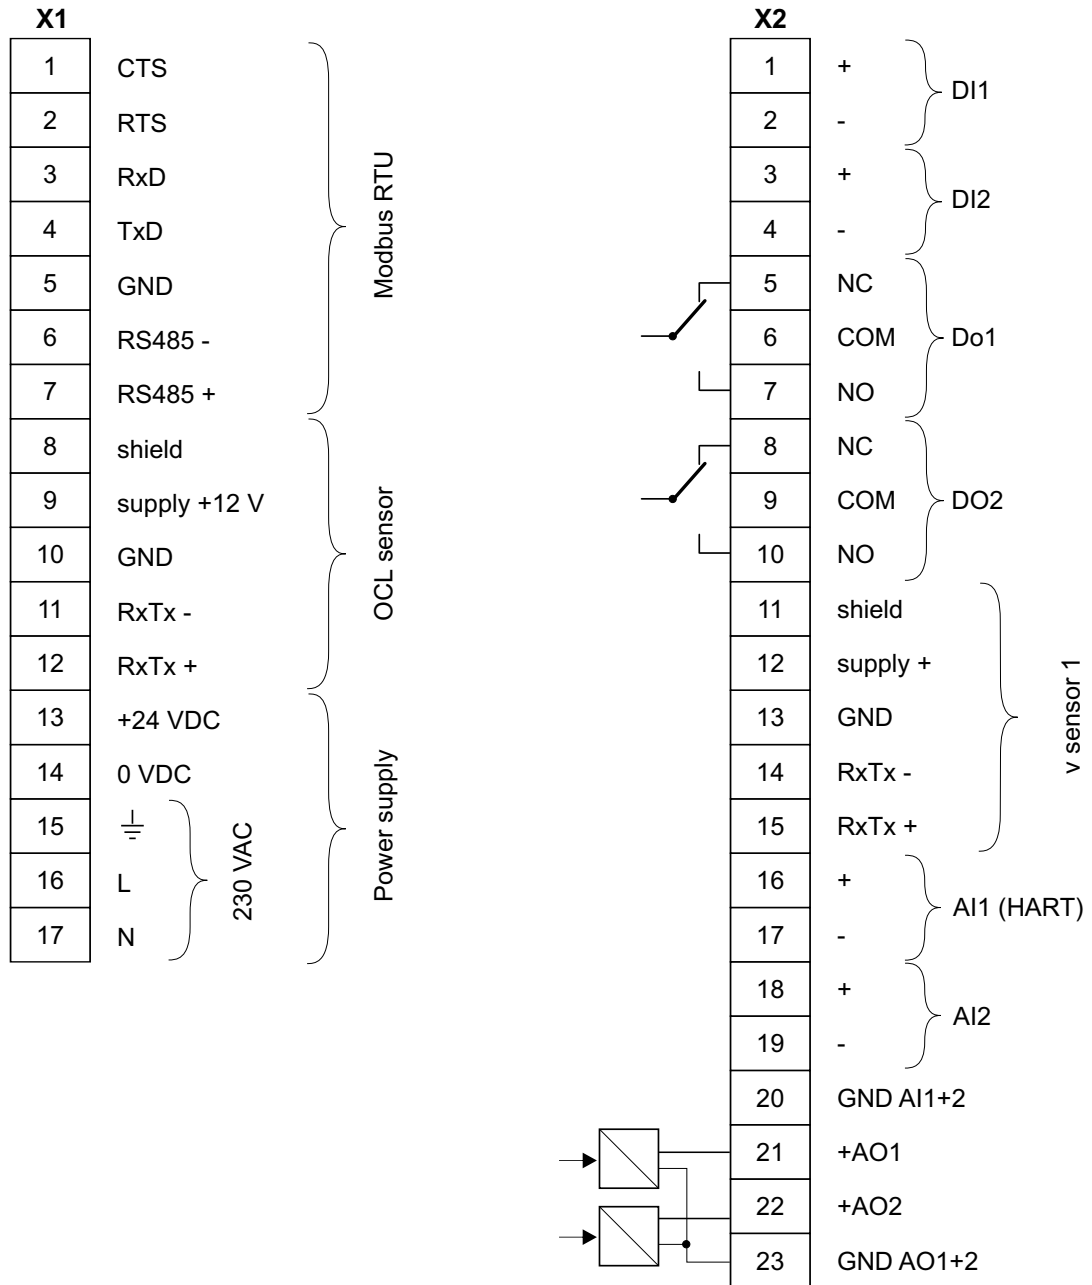 X1
1 CTS
2 RTS
3 RxD
4 TxD
5 GND
6 RS485 -
7 RS485 +
Modbus RTU
8 shield
9 supply +12 V
10 GND
11 RxTx -
12 RxTx +
OCL sensor
13 +24 VDC
14 0 VDC
15
16 L
17 N
230 VAC
Power supply
X2
1 +
2 -
DI1
3 +
4 -
DI2
5 NC
6 COM
7 NO
Do1
8 NC
9 COM
10 NO
DO2
11 shield
12 supply +
13 GND
14 RxTx -
15 RxTx +
v sensor 1
16 +
17 -
AI1 (HART)
18 +
19 -
AI2
20 GND AI1+2
21 +AO1
22 +AO2
23 GND AO1+2